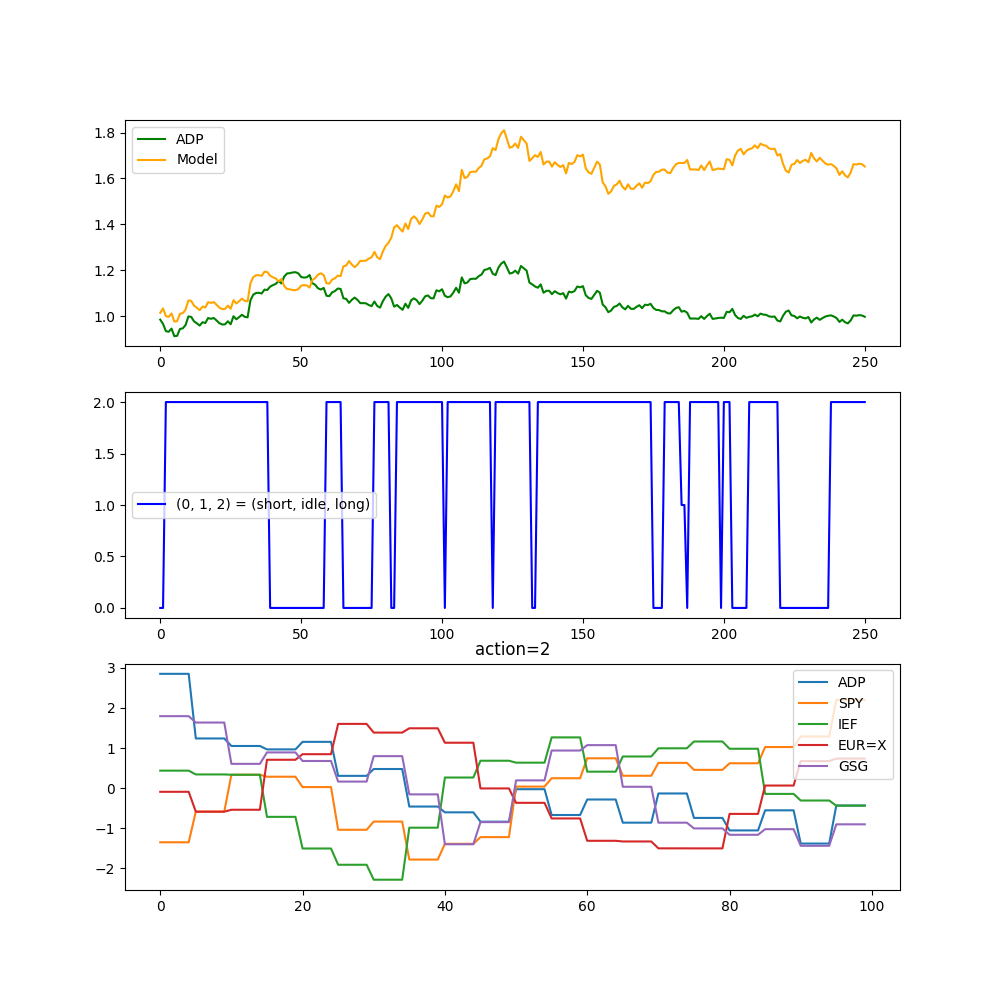 1.8
1.6
1.4
1.2
1.0
ADP
Model
0 50 100 150 200 250
2.0
1.5
1.0
0.5
0.0
(0, 1, 2) = (short, idle, long)
0 50 100 150 200 250
action=2
3
2
1
0
−1
−2
ADP
SPY
IEF
EUR=X
GSG
0 20 40 60 80 100